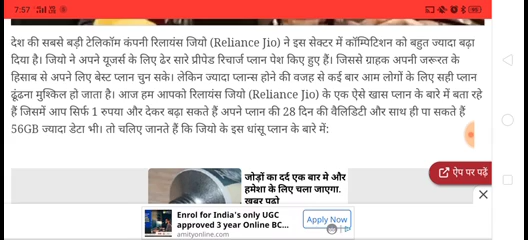 7:57
देश की सबसे बड़ी टेलिकॉम कंपनी रिलायंस जियो (Reliance Jio) ने इस सेक्टर में कॉम्पिटिशन को बहुत ज्यादा बढ़ा
दिया है। जियो ने अपने यूजर्स के लिए ढेर सारे प्रीपेड रिचार्ज प्लान पेश किए हुए हैं। जिससे ग्राहक अपनी जरूरत के
हिसाब से अपने लिए बेस्ट प्लान चुन सके। लेकिन ज्यादा प्लान्स होने की वजह से कई बार आम लोगों के लिए सही प्लान
ढूंढना मुश्किल हो जाता है। आज हम आपको रिलायंस जियो (Reliance Jio) के एक ऐसे खास प्लान के बारे में बता रहे
हैं जिसमें आप सिर्फ 1 रुपया और देकर बढ़ा सकते हैं अपने प्लान की 28 दिन की वैलिडिटी और साथ ही पा सकते हैं
56GB ज्यादा डेटा भी। तो चलिए जानते हैं कि जियो के इस धांसू प्लान के बारे में:
ऐप पर पढ़ें
जोड़ों का दर्द एक बार मे और
हमेशा के लिए चला जाएगा.
खबर पढ़ो
Enrol for India's only UGC
approved 3 year Online BC...
amityonline.com
Apply Now